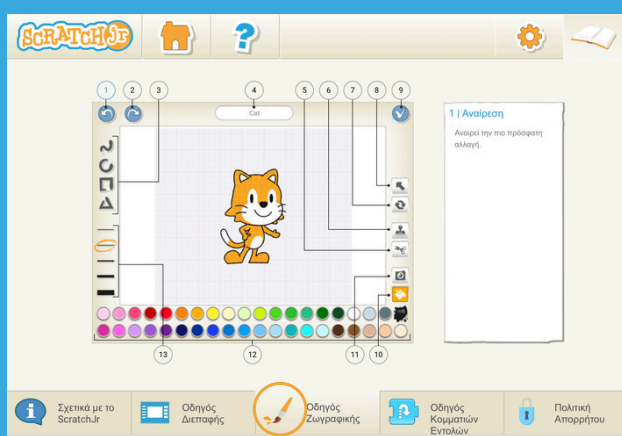 SCRATCHJR
?
1 2 3 4 5 6 7 8 9
Cat
1 | Αναίρεση
Αναιρεί την πιο πρόσφατη
αλλαγή.
13 12 11 10
i
Σχετικά με το
ScratchJr
Οδηγός
Διεπαφής
Οδηγός
Ζωγραφικής
Οδηγός
Κομματιών
Εντολών
Πολιτική
Απορρήτου